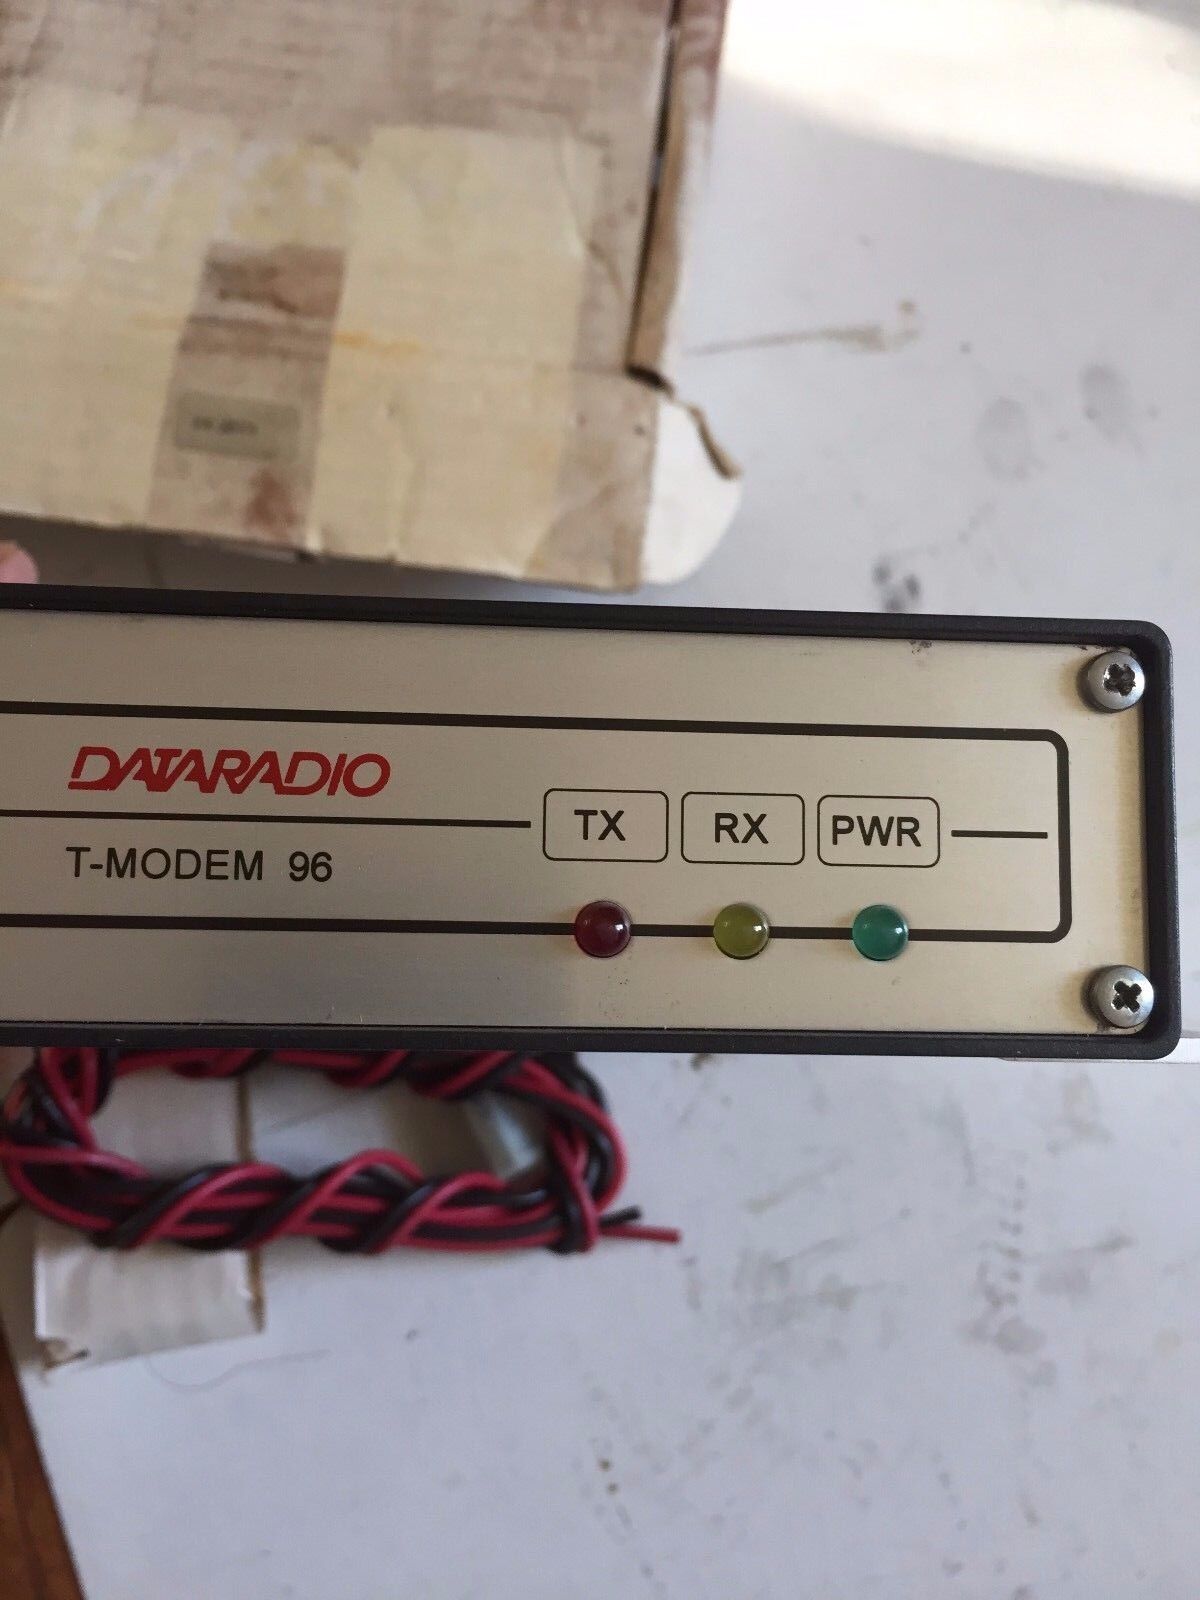 DATARADIO
T-MODEM 96
TX RX PWR